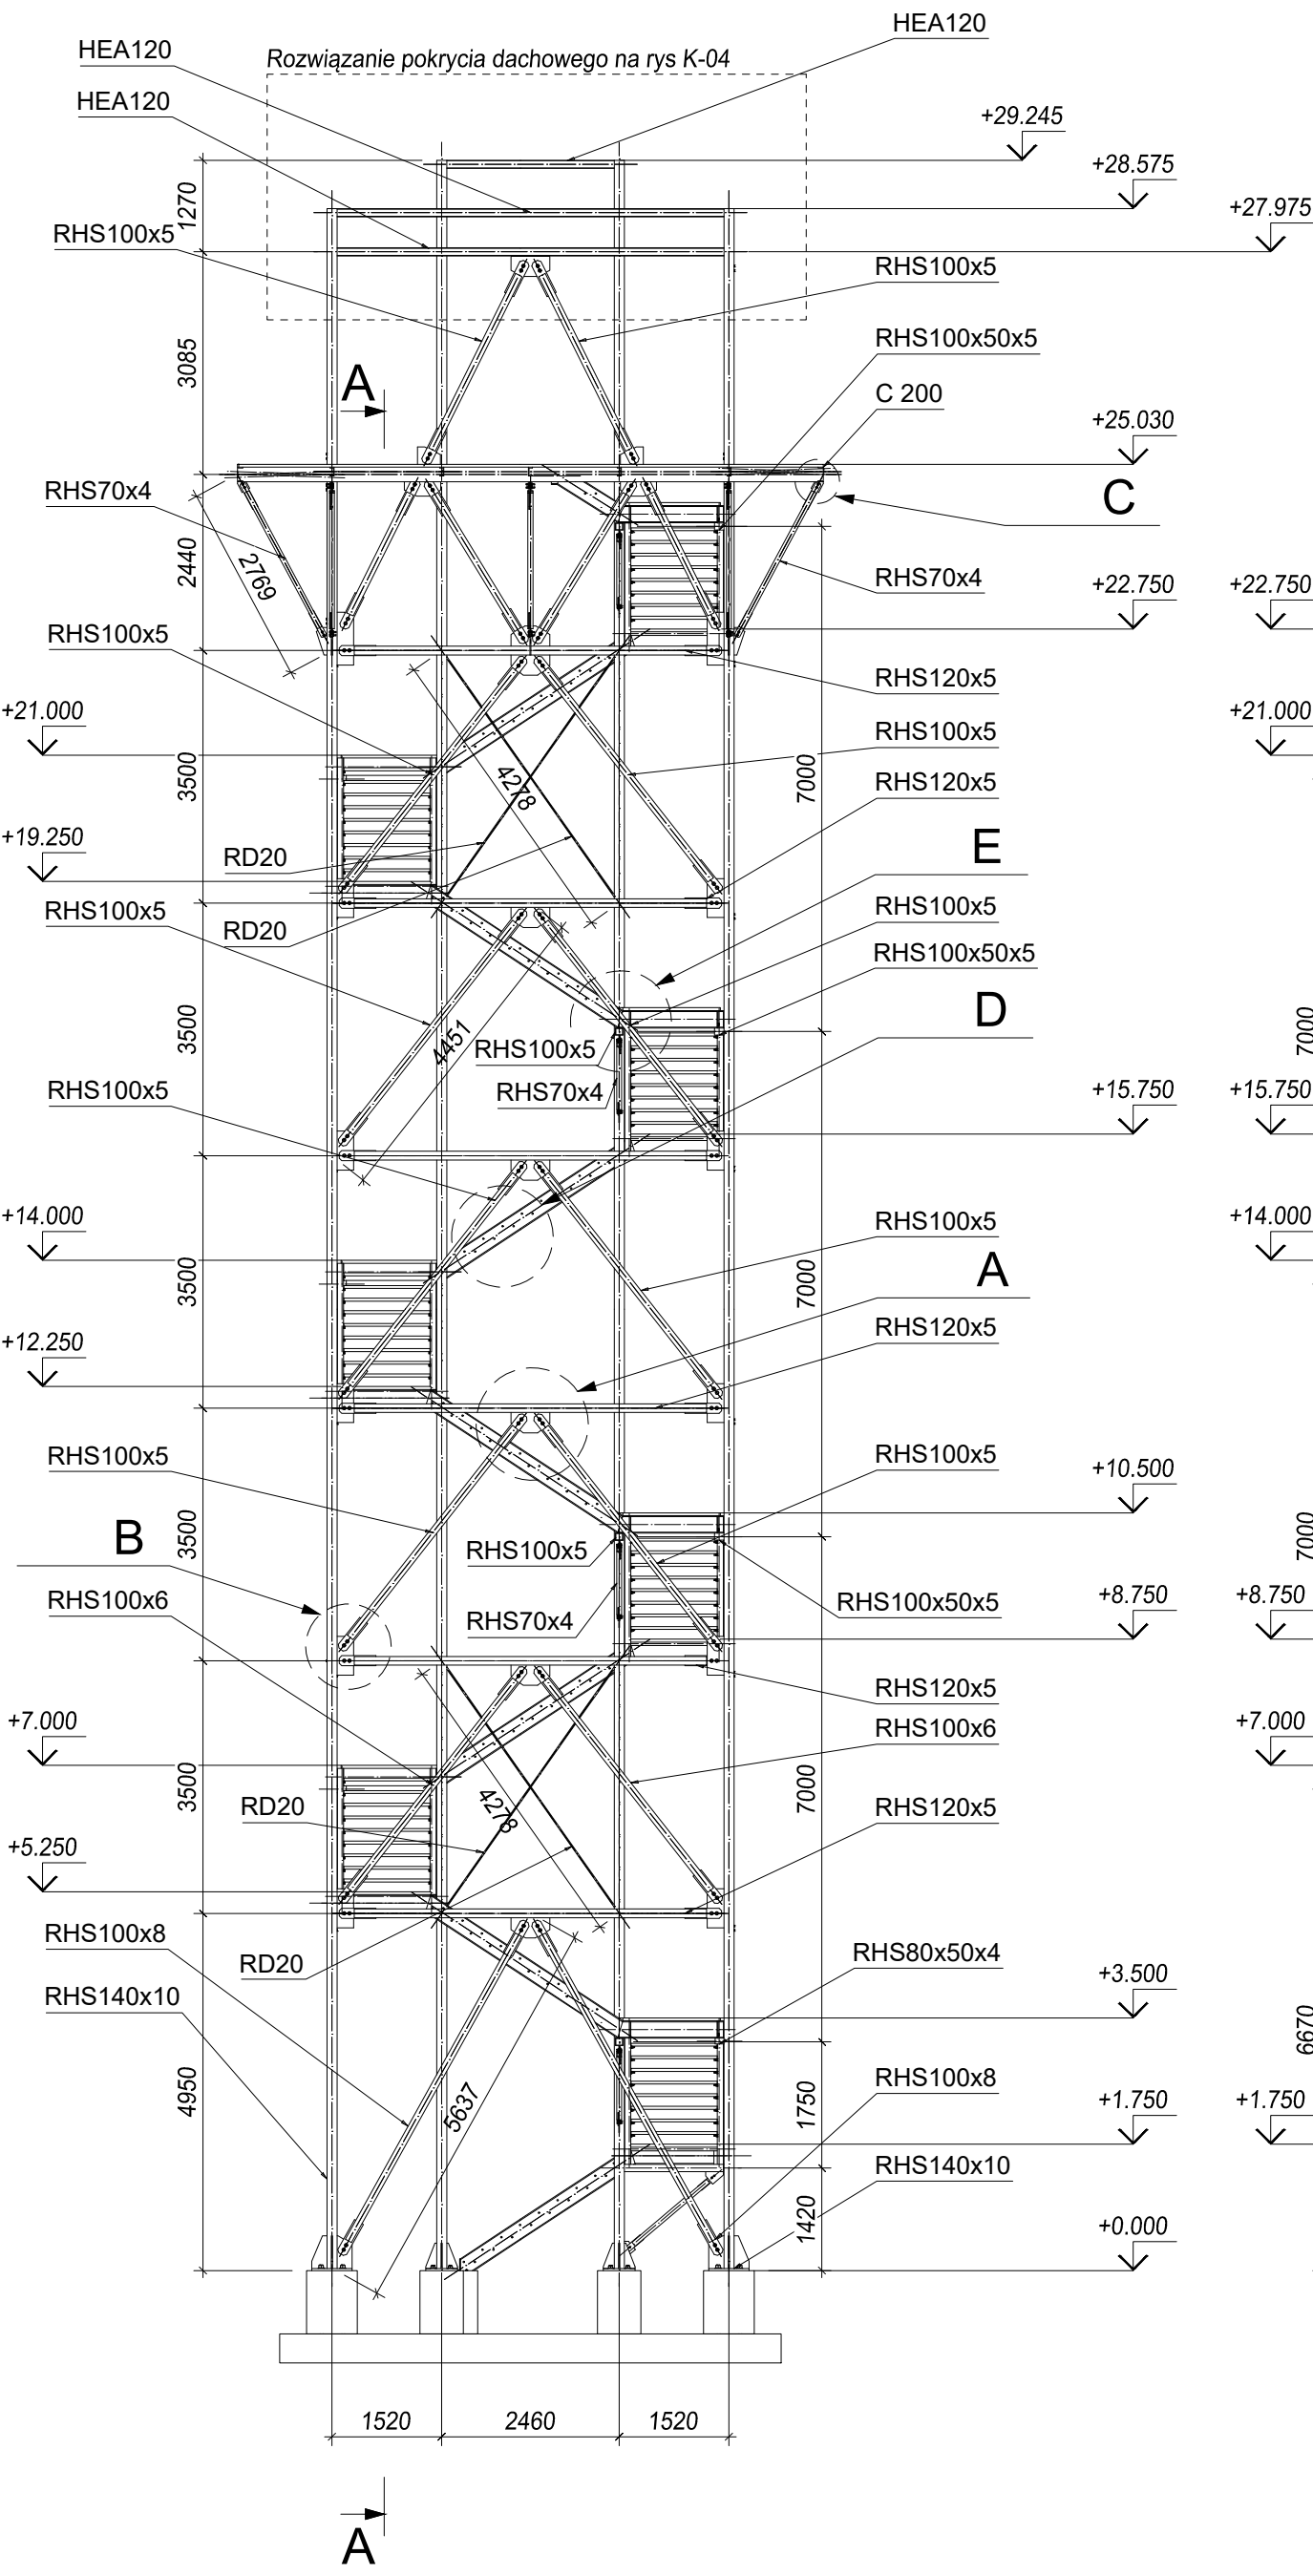 HEA120
HEA120
Rozwiązanie pokrycia dachowego na rys K-04
HEA120
+29.245
+28.575
+27.975
1270
RHS100x5
RHS100x5
RHS100x50x5
3085
A
C 200
+25.030
C
RHS70x4
2440
2769
RHS70x4
+22.750
+22.750
RHS100x5
RHS120x5
+21.000
+21.000
RHS100x5
3500
4278
7000
RHS120x5
+19.250
RD20
E
RHS100x5
RD20
RHS100x5
RHS100x50x5
D
3500
4451
7000
RHS100x5
RHS70x4
RHS100x5
+15.750
+15.750
+14.000
+14.000
RHS100x5
3500
7000
A
+12.250
RHS120x5
RHS100x5
RHS100x5
+10.500
B
3500
RHS100x5
7000
RHS100x6
RHS70x4
RHS100x50x5
+8.750
+8.750
RHS120x5
+7.000
+7.000
RHS100x6
3500
4278
7000
RD20
RHS120x5
+5.250
RHS100x8
RD20
RHS80x50x4
+3.500
RHS140x10
6670
4950
5637
1750
RHS100x8
+1.750
+1.750
RHS140x10
1420
+0.000
1520
2460
1520
A